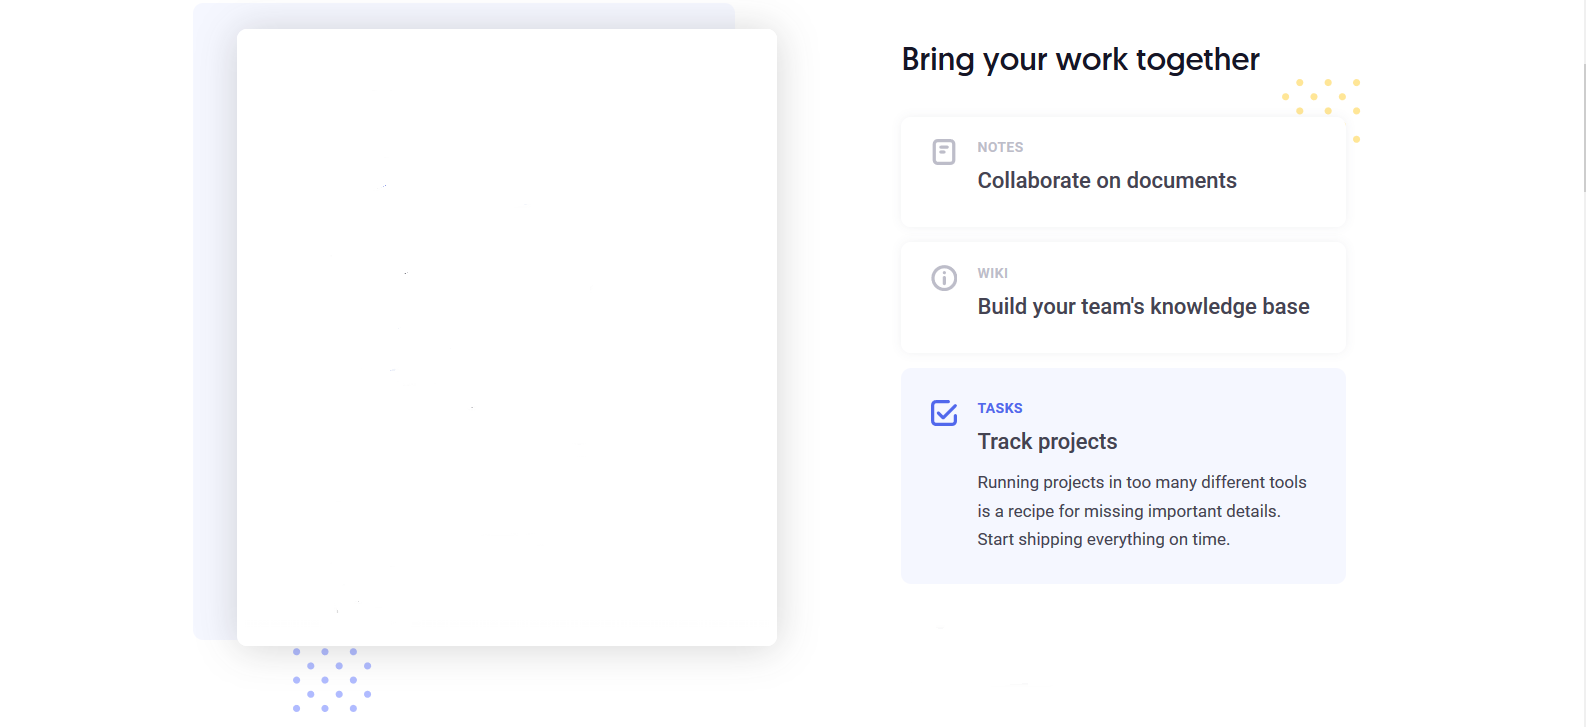 Bring your work together
NOTES
Collaborate on documents
WIKI
Build your team's knowledge base
TASKS
Track projects
Running projects in too many different tools
is a recipe for missing important details.
Start shipping everything on time.